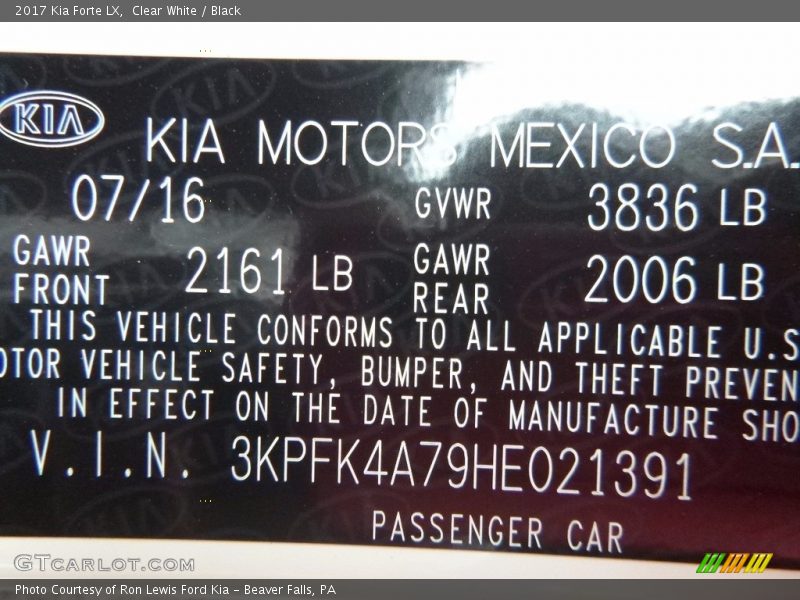 2017 Kia Forte LX, Clear White / Black
KIA
KIA MOTORS MEXICO S.A.
07/16 GVWR 3836 LB
GAWR FRONT 2161 LB GAWR REAR 2006 LB
THIS VEHICLE CONFORMS TO ALL APPLICABLE U.S
OTOR VEHICLE SAFETY, BUMPER, AND THEFT PREVEN
IN EFFECT ON THE DATE OF MANUFACTURE SHO
V.I.N. 3KPFK4A79HE021391
PASSENGER CAR
GTCARLOT.COM
Photo Courtesy of Ron Lewis Ford Kia – Beaver Falls, PA